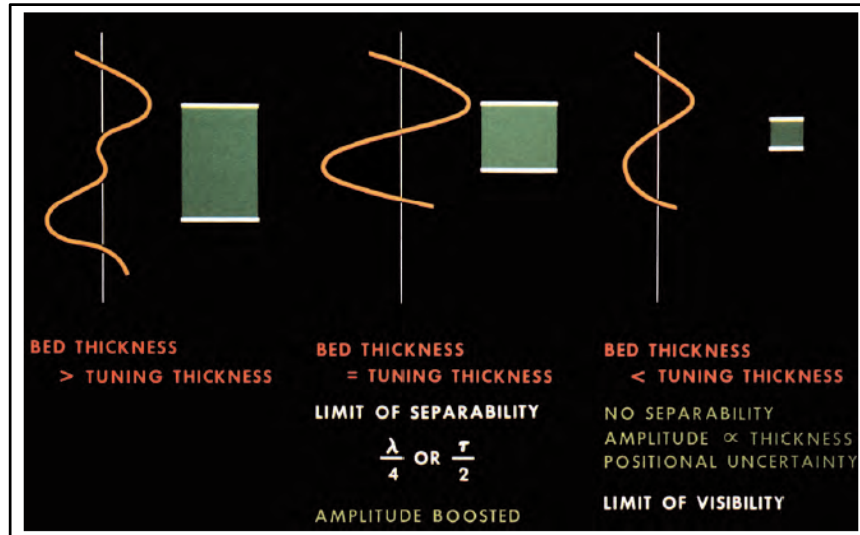 BED THICKNESS
> TUNING THICKNESS
BED THICKNESS
= TUNING THICKNESS
LIMIT OF SEPARABILITY
λ/4 OR τ/2
AMPLITUDE BOOSTED
BED THICKNESS
< TUNING THICKNESS
NO SEPARABILITY
AMPLITUDE ∝ THICKNESS
POSITIONAL UNCERTAINTY
LIMIT OF VISIBILITY